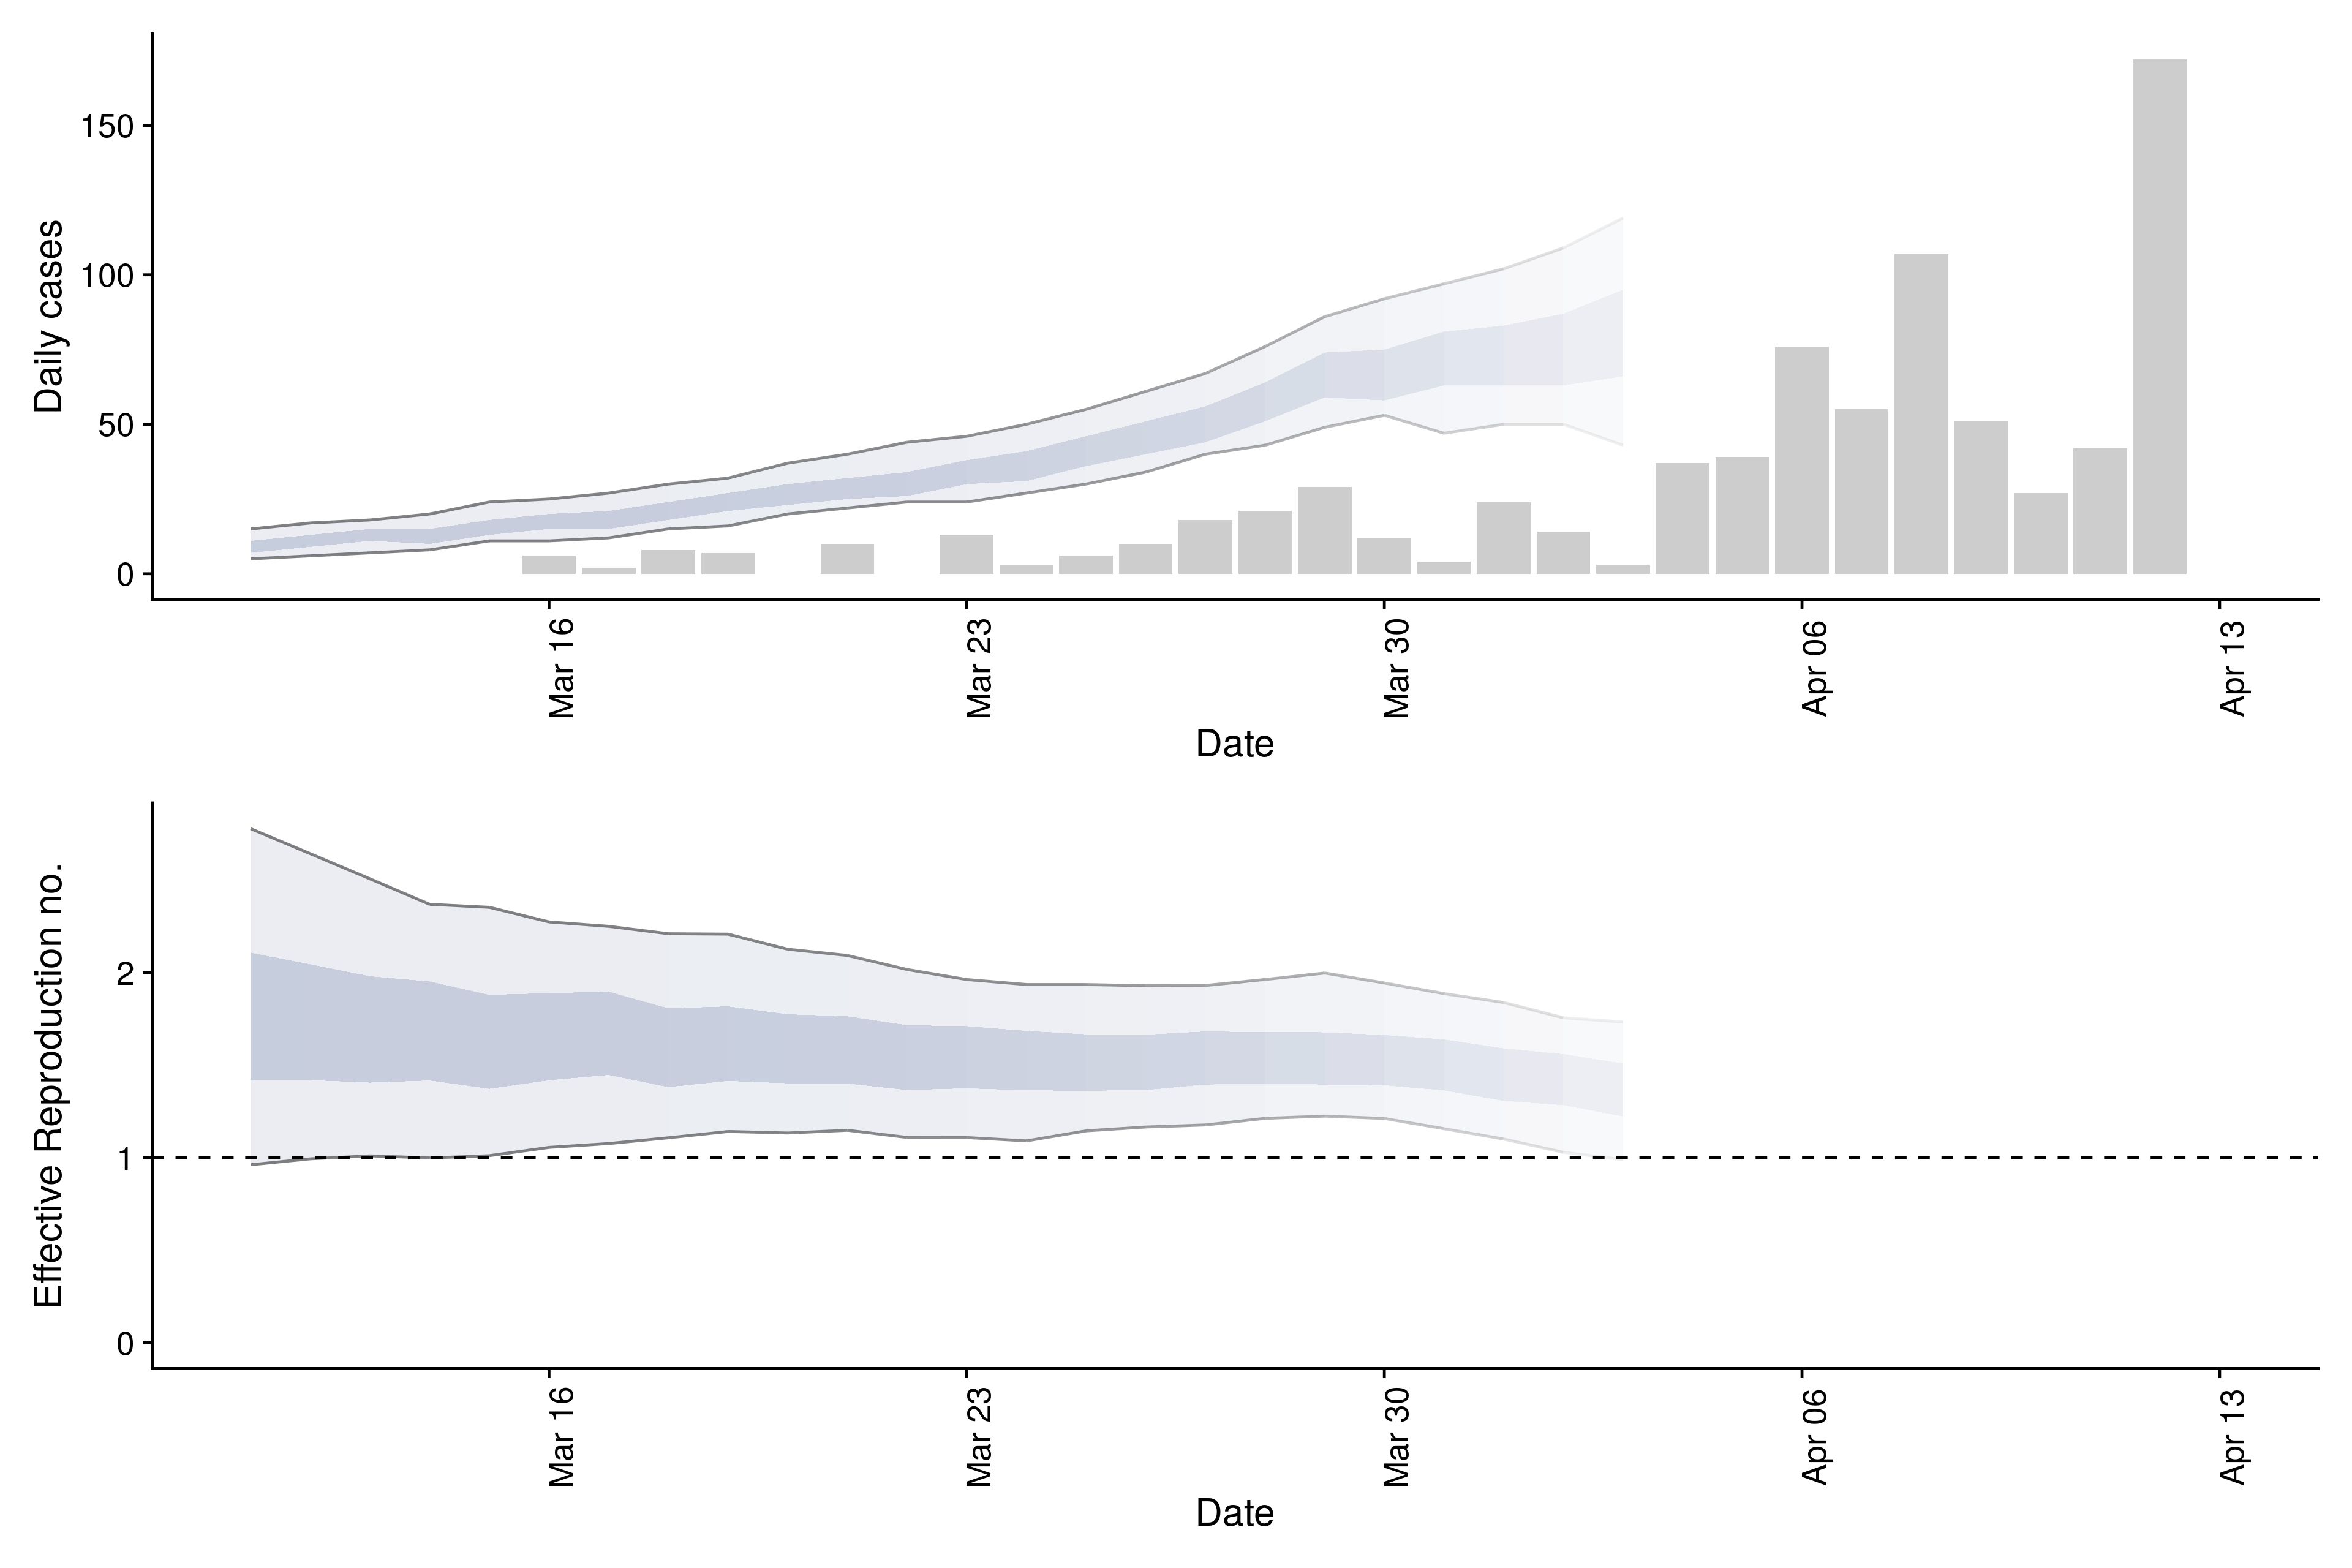 Daily cases
150
100
50
0
Mar 16
Mar 23
Mar 30
Apr 06
Apr 13
Date
Effective Reproduction no.
2
1
0
Mar 16
Mar 23
Mar 30
Apr 06
Apr 13
Date